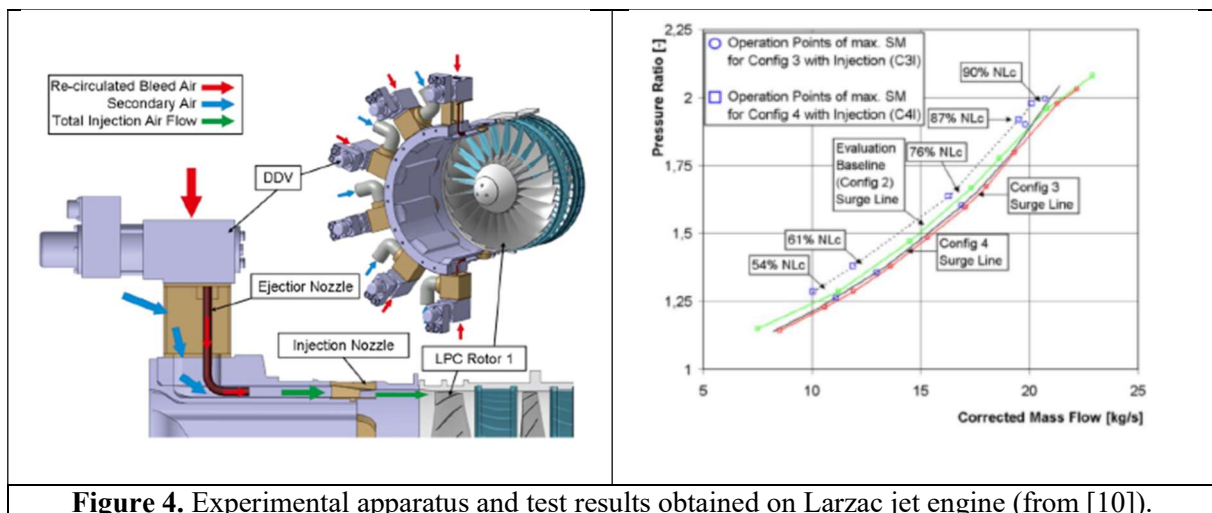 Re-circulated Bleed Air
Secondary Air
Total Injection Air Flow
DDV
Ejectior Nozzle
Injection Nozzle
LPC Rotor 1
Pressure Ratio [-]
2,25
2
1,75
1,5
1,25
1
Operation Points of max. SM
for Config 3 with Injection (C3I)
Operation Points of max. SM
for Config 4 with Injection (C4I)
90% NLc
87% NLc
76% NLc
Evaluation
Baseline
(Config 2)
Surge Line
61% NLc
54% NLc
Config 3
Surge Line
Config 4
Surge Line
5
10
15
20
25
Corrected Mass Flow [kg/s]
Figure 4. Experimental apparatus and test results obtained on Larzac jet engine (from [10]).